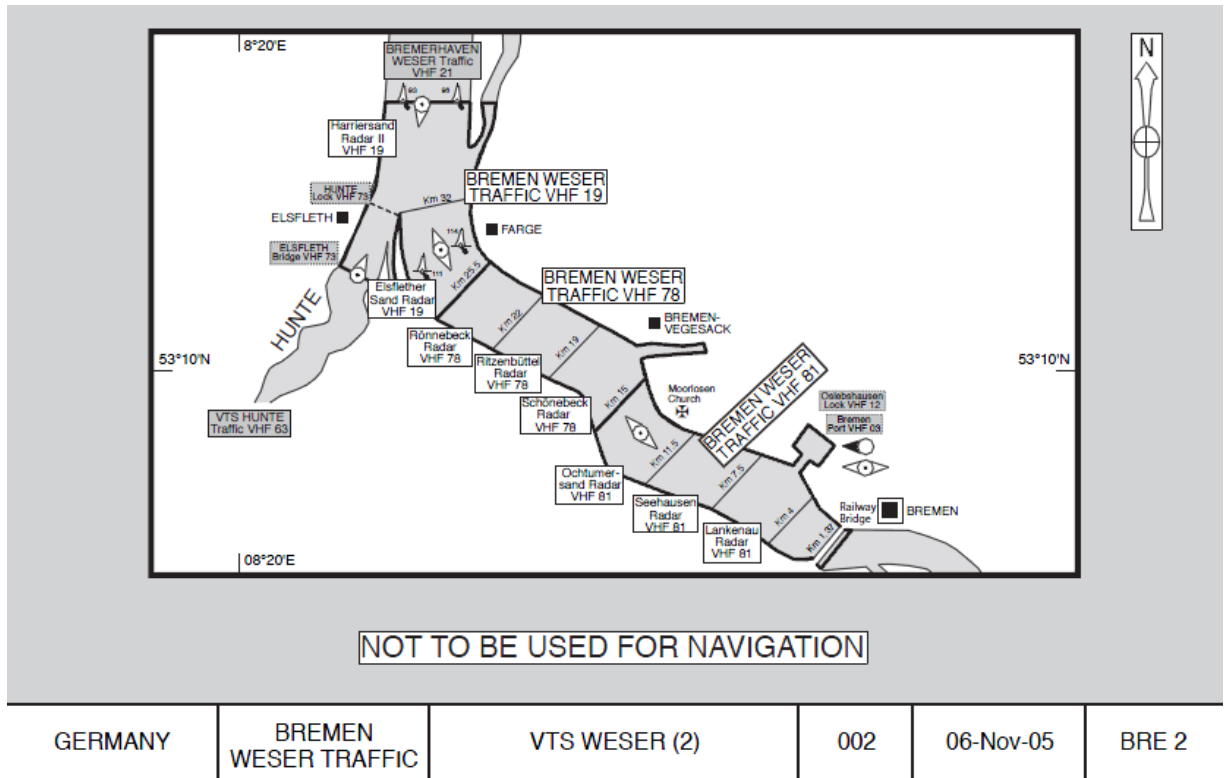 8°20'E
BREMERHAVEN
WESER Traffic
VHF 21
N
93
95
Harriersand
Radar II
VHF 19
BREMEN WESER
TRAFFIC VHF 19
HUNTE
Lock VHF 73
Km 32
ELSFLETH
FARGE
114
ELSFLETH
Bridge VHF 73
111
Km 25.5
BREMEN WESER
TRAFFIC VHF 78
Elsflether
Sand Radar
VHF 19
HUNTE
Km 22
BREMEN-
VEGESACK
Rönnebeck
Radar
VHF 78
Km 19
53°10'N
53°10'N
Ritzenbüttel
Radar
VHF 78
BREMEN WESER
TRAFFIC VHF 81
Moorlosen
Church
Km 15
Schönebeck
Radar
VHF 78
Oslebshausen
Lock VHF 12
Bremen
Port VHF 03
VTS HUNTE
Traffic VHF 63
Km 11.5
Km 7.5
Ochtumer-
sand Radar
VHF 81
Seehausen
Radar
VHF 81
Km 4
Railway
Bridge
BREMEN
Lankenau
Radar
VHF 81
Km 1.37
08°20'E
NOT TO BE USED FOR NAVIGATION
GERMANY
BREMEN
WESER TRAFFIC
VTS WESER (2)
002
06-Nov-05
BRE 2